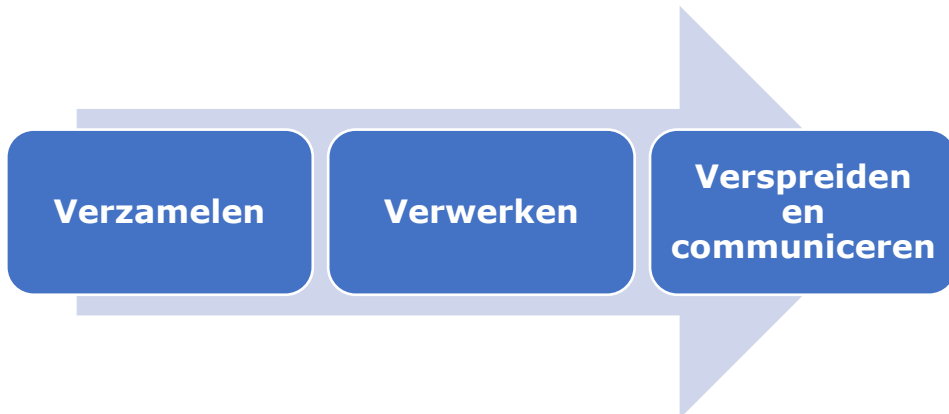 Verzamelen
Verwerken
Verspreiden
en
communiceren